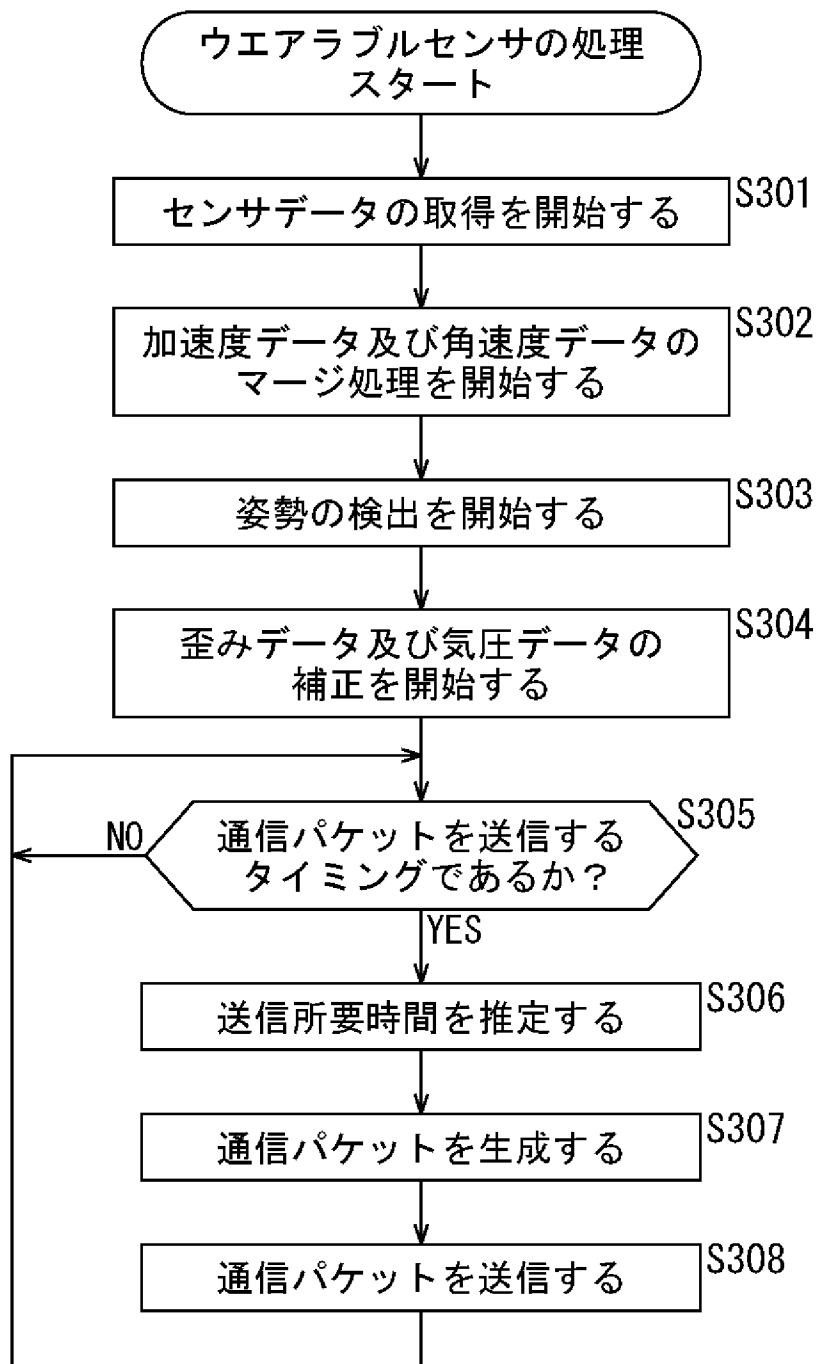 ウエアラブルセンサの処理
スタート
センサデータの取得を開始する
S301
加速度データ及び角速度データの
マージ処理を開始する
S302
姿勢の検出を開始する
S303
歪みデータ及び気圧データの
補正を開始する
S304
通信パケットを送信する
タイミングであるか？
S305
NO
YES
送信所要時間を推定する
S306
通信パケットを生成する
S307
通信パケットを送信する
S308